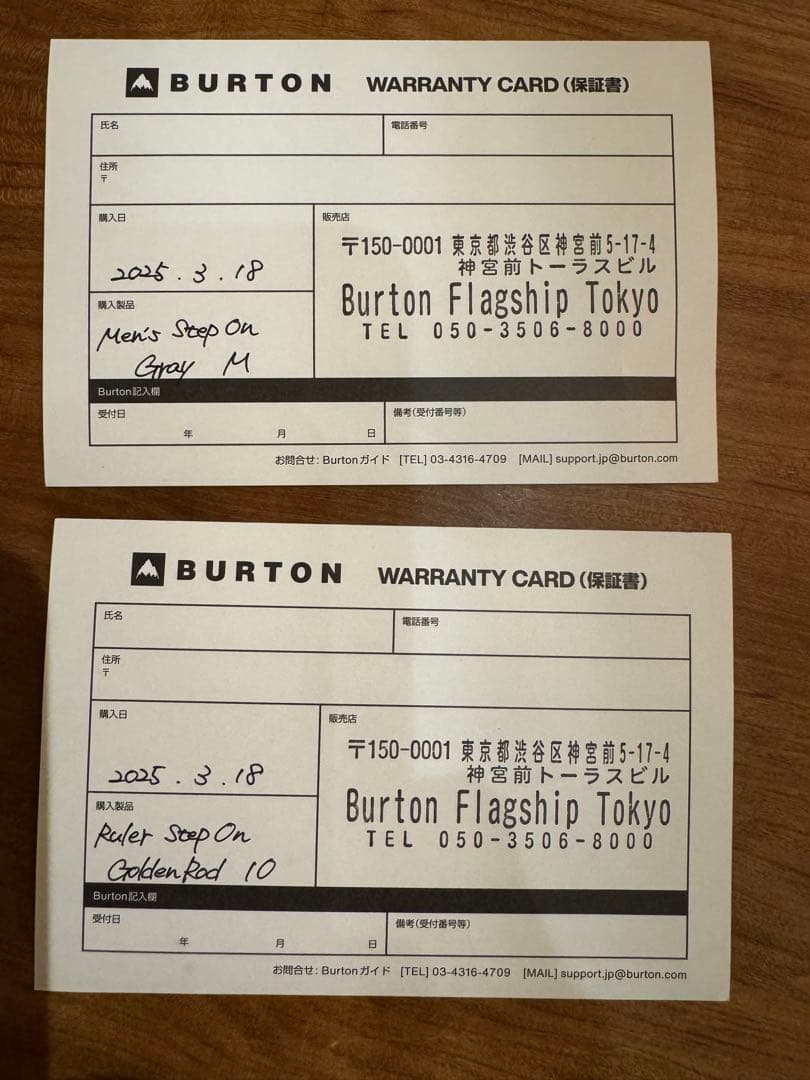 BURTON WARRANTY CARD(保証書)
氏名
電話番号
住所
〒
購入日
2025.3.18
販売店
〒150-0001 東京都渋谷区神宮前5-17-4
神宮前トーラスビル
Burton Flagship Tokyo
TEL 050-3506-8000
購入製品
Men's Step On
Gray M
Burton記入欄
受付日
年 月 日
備考(受付番号等)
お問合せ: Burtonガイド [TEL] 03-4316-4709 [MAIL] support.jp@burton.com
BURTON WARRANTY CARD(保証書)
氏名
電話番号
住所
〒
購入日
2025.3.18
販売店
〒150-0001 東京都渋谷区神宮前5-17-4
神宮前トーラスビル
Burton Flagship Tokyo
TEL 050-3506-8000
購入製品
Ruler Step On
GoldenRod 10
Burton記入欄
受付日
年 月 日
備考(受付番号等)
お問合せ: Burtonガイド [TEL] 03-4316-4709 [MAIL] support.jp@burton.com